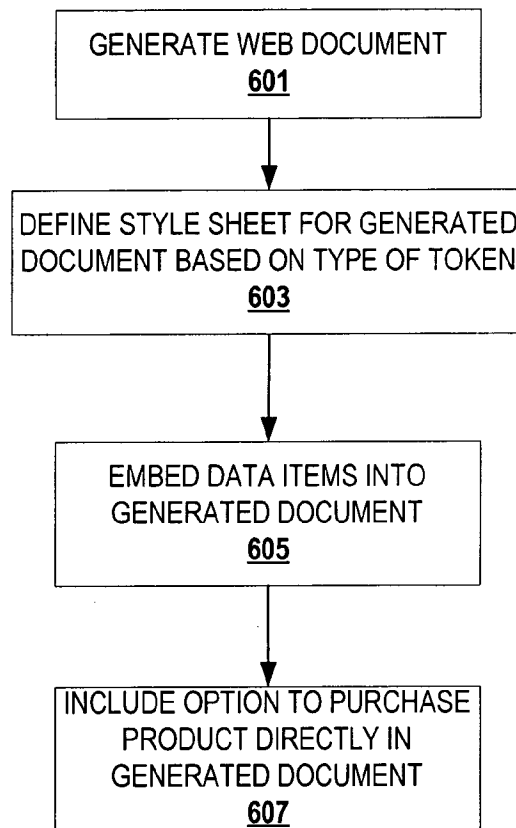 GENERATE WEB DOCUMENT
601
DEFINE STYLE SHEET FOR GENERATED
DOCUMENT BASED ON TYPE OF TOKEN
603
EMBED DATA ITEMS INTO
GENERATED DOCUMENT
605
INCLUDE OPTION TO PURCHASE
PRODUCT DIRECTLY IN
GENERATED DOCUMENT
607